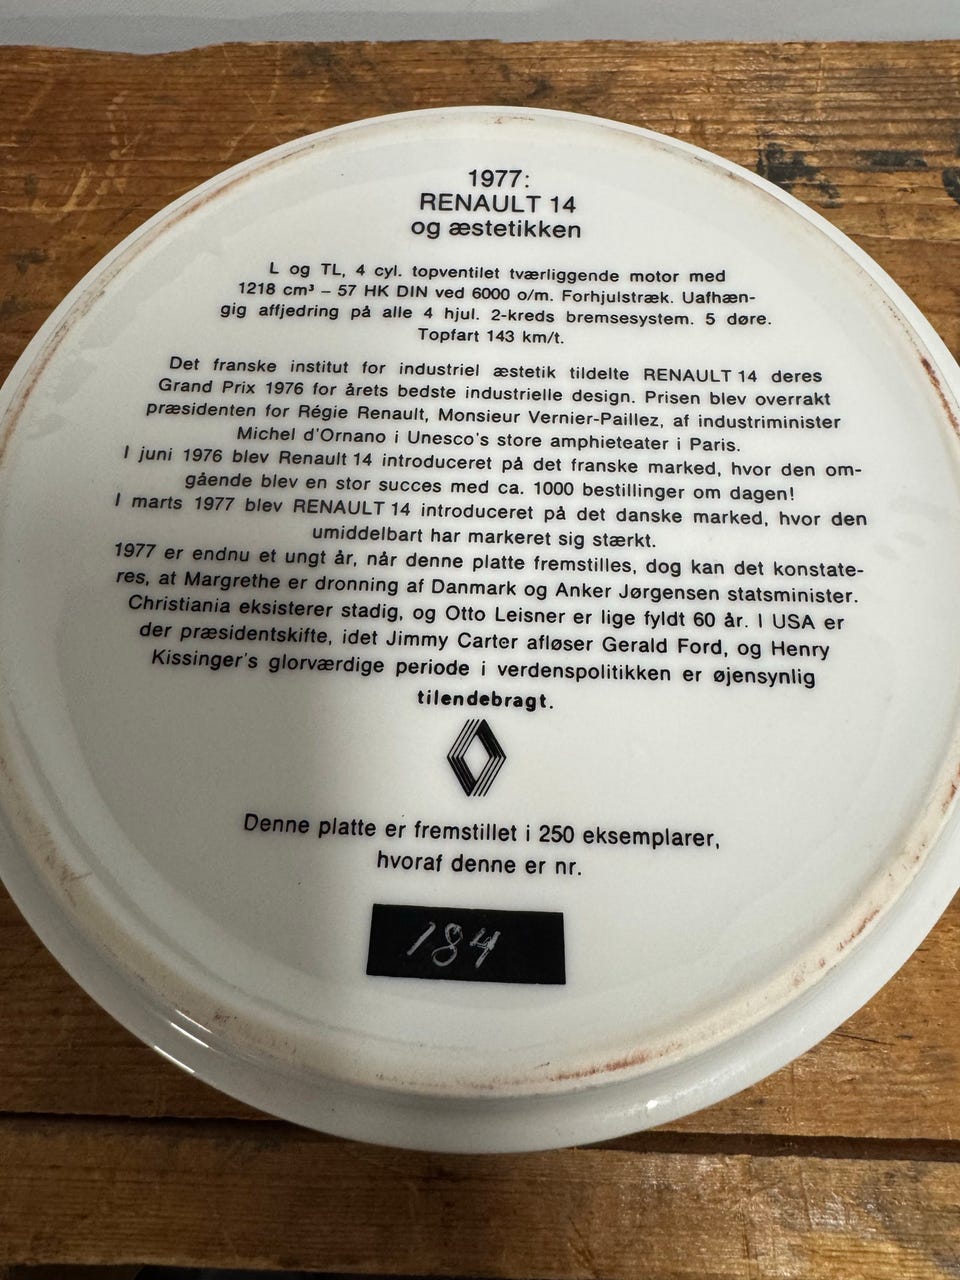 1977:
RENAULT 14
og æstetikken
L og TL, 4 cyl. topventilet tværliggende motor med
1218 cm³ – 57 HK DIN ved 6000 o/m. Forhjulstræk. Uafhæn-
gig affjedring på alle 4 hjul. 2-kreds bremsesystem. 5 døre.
Topfart 143 km/t.
Det franske institut for industriel æstetik tildelte RENAULT 14 deres
Grand Prix 1976 for årets bedste industrielle design. Prisen blev overrakt
præsidenten for Régie Renault, Monsieur Vernier-Paillez, af industriminister
Michel d'Ornano i Unesco's store amphieteater i Paris.
I juni 1976 blev Renault 14 introduceret på det franske marked, hvor den om-
gående blev en stor succes med ca. 1000 bestillinger om dagen!
I marts 1977 blev RENAULT 14 introduceret på det danske marked, hvor den
umiddelbart har markeret sig stærkt.
1977 er endnu et ungt år, når denne platte fremstilles, dog kan det konstate-
res, at Margrethe er dronning af Danmark og Anker Jørgensen statsminister.
Christiania eksisterer stadig, og Otto Leisner er lige fyldt 60 år. I USA er
der præsidentskifte, idet Jimmy Carter afløser Gerald Ford, og Henry
Kissinger's glorværdige periode i verdenspolitikken er øjensynlig
tilendebragt.
Denne platte er fremstillet i 250 eksemplarer,
hvoraf denne er nr.
184